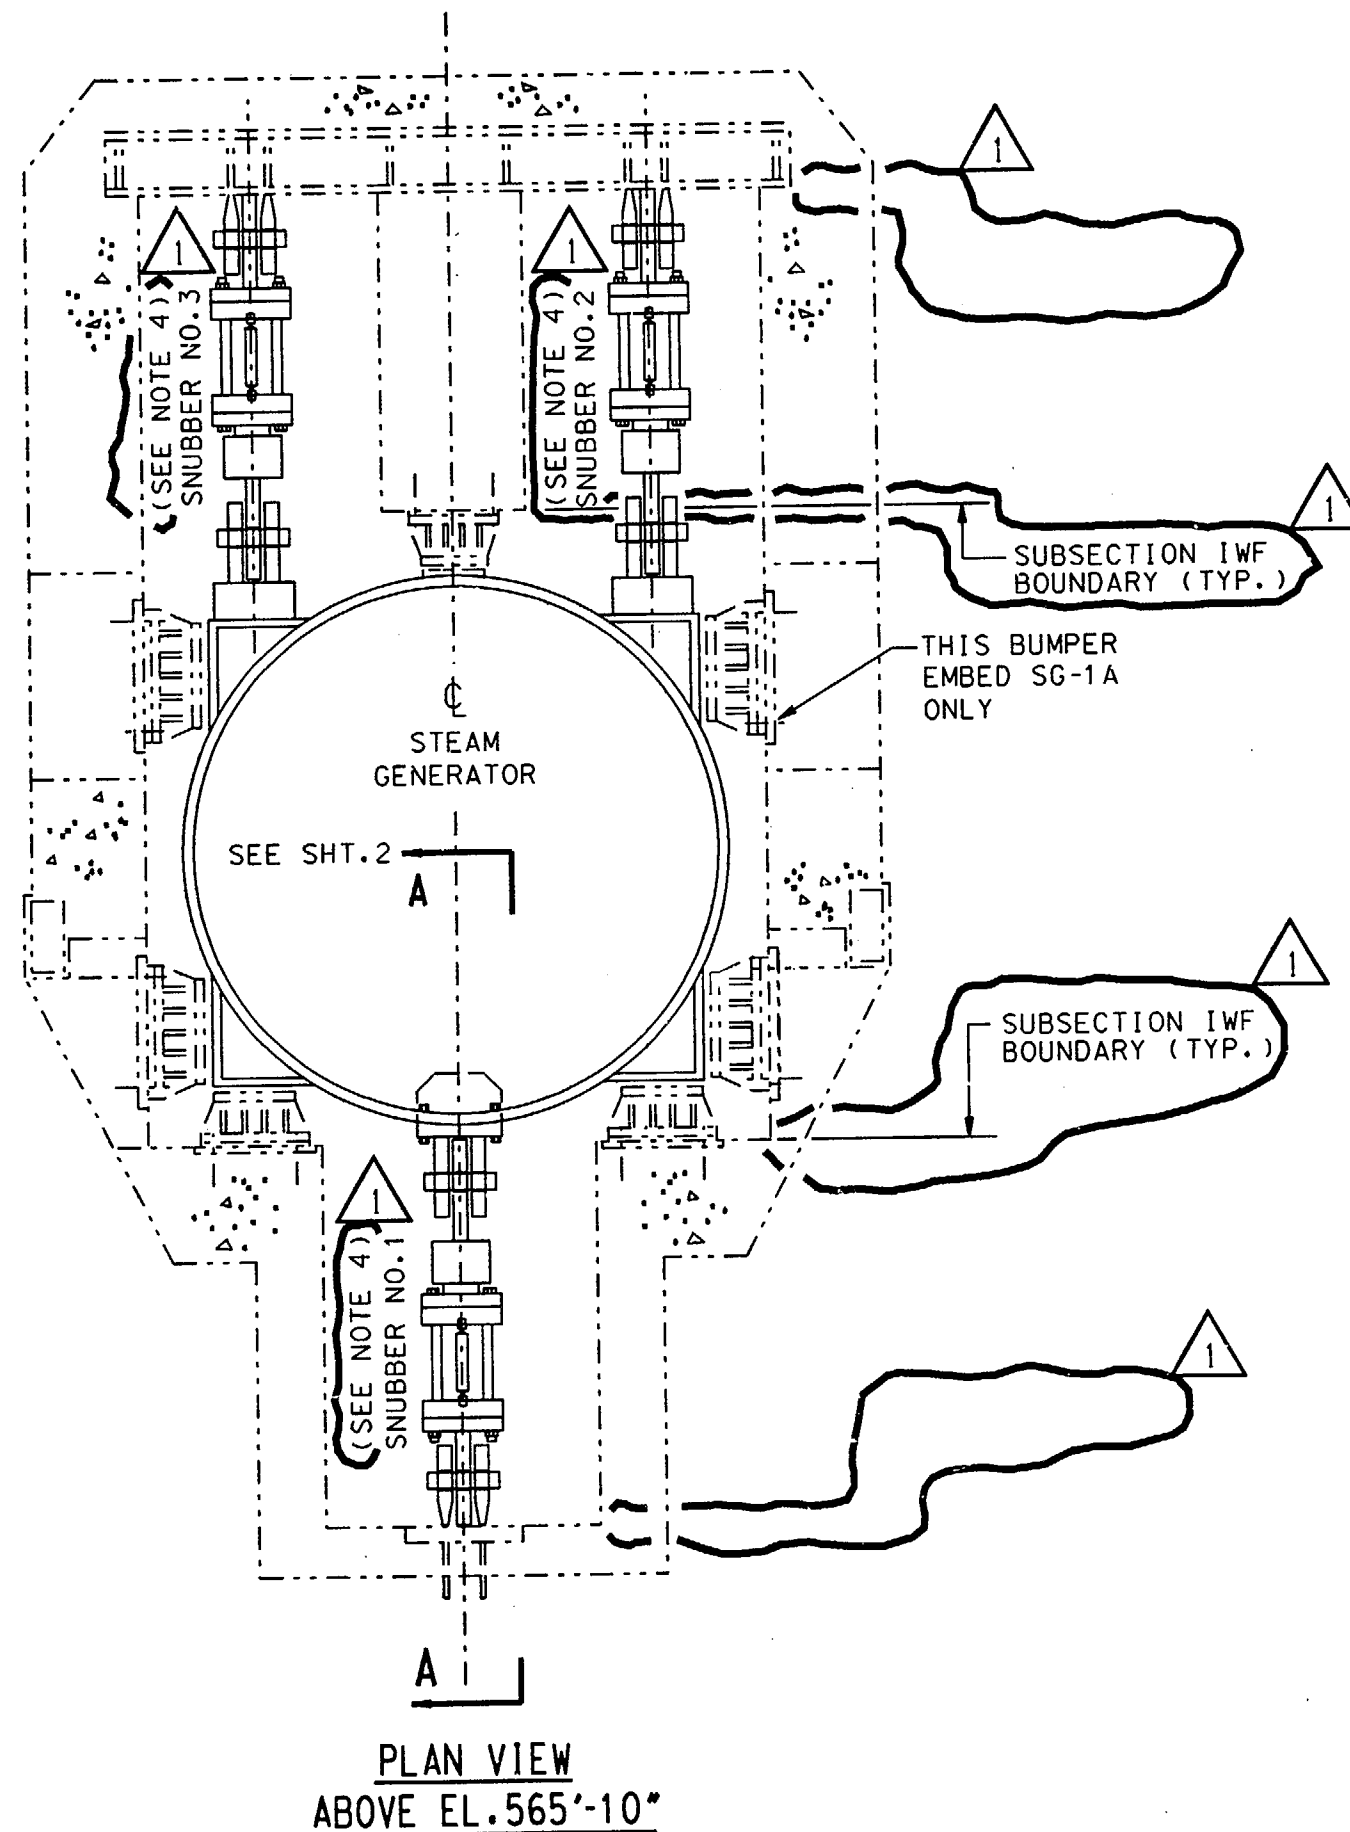 1
1
1
(SEE NOTE 4)
SNUBBER NO.3
(SEE NOTE 4)
SNUBBER NO.2
1
SUBSECTION IWF
BOUNDARY (TYP.)
THIS BUMPER
EMBED SG-1A
ONLY
℄
STEAM
GENERATOR
SEE SHT.2
A
1
SUBSECTION IWF
BOUNDARY (TYP.)
1
(SEE NOTE 4)
SNUBBER NO.1
1
A
PLAN VIEW
ABOVE EL.565'-10"